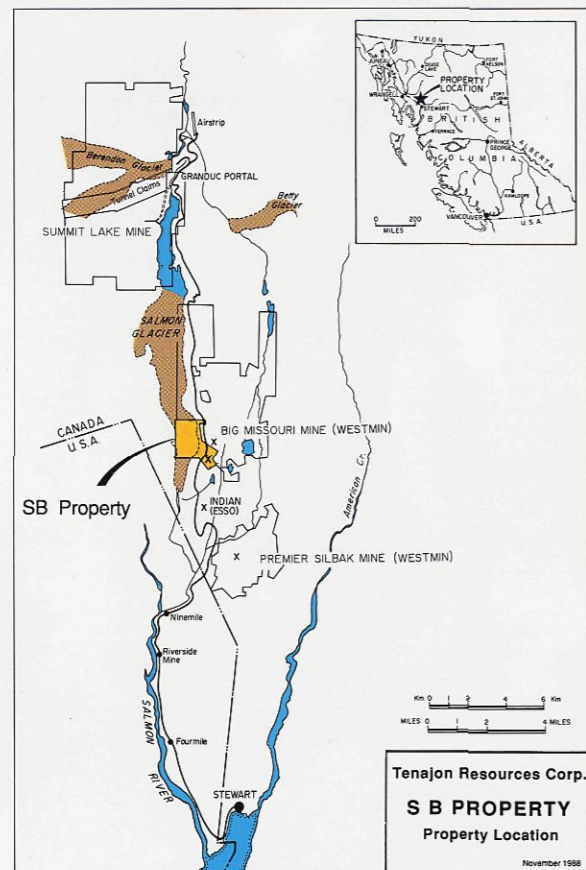 YUKON
JUNEAU
DEASE LAKE
FORT NELSON
PROPERTY
LOCATION
WRANGELL
STEWART
FORT ST. JOHN
BRITISH
TERRACE
PRINCE GEORGE
ALBERTA
COLUMBIA
KAMLOOPS
VANCOUVER
U.S.A.
0 200
MILES
Airstrip
Berendon Glacier
GRANDUC PORTAL
Tunnel Claims
Betty
Glacier
SUMMIT LAKE MINE
SALMON
GLACIER
CANADA
U.S.A.
BIG MISSOURI MINE (WESTMIN)
X
X
SB Property
X INDIAN
(ESSO)
American Cr.
X
PREMIER SILBAK MINE (WESTMIN)
Ninemile
Riverside
Mine
SALMON
RIVER
Fourmile
STEWART
Km 0 1 2 4 6 Km
MILES 0 1 2 4 MILES
Tenajon Resources Corp.
S B PROPERTY
Property Location
November 1988